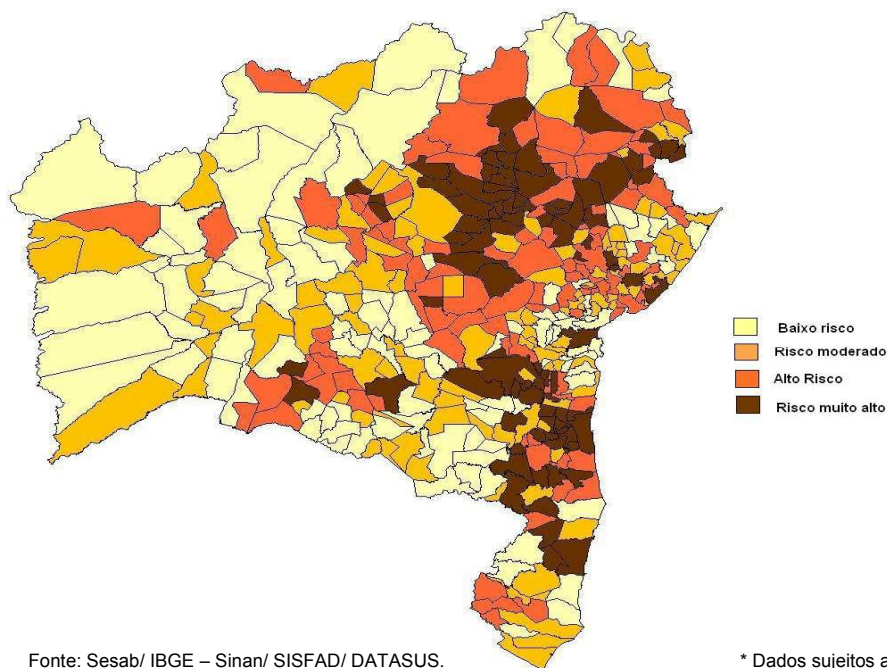 Baixo risco
Risco moderado
Alto Risco
Risco muito alto
Fonte: Sesab/ IBGE – Sinan/ SISFAD/ DATASUS.
* Dados sujeitos a